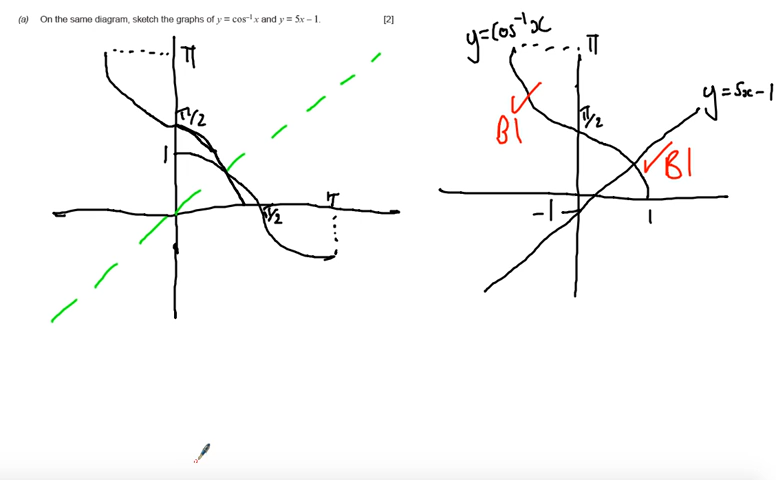 (a) On the same diagram, sketch the graphs of y = cos⁻¹ x and y = 5x – 1. [2]
π
π/2
1
π/2
π
y=Cos⁻¹x
π
y=5x-1
π/2
B1
B1
-1
1